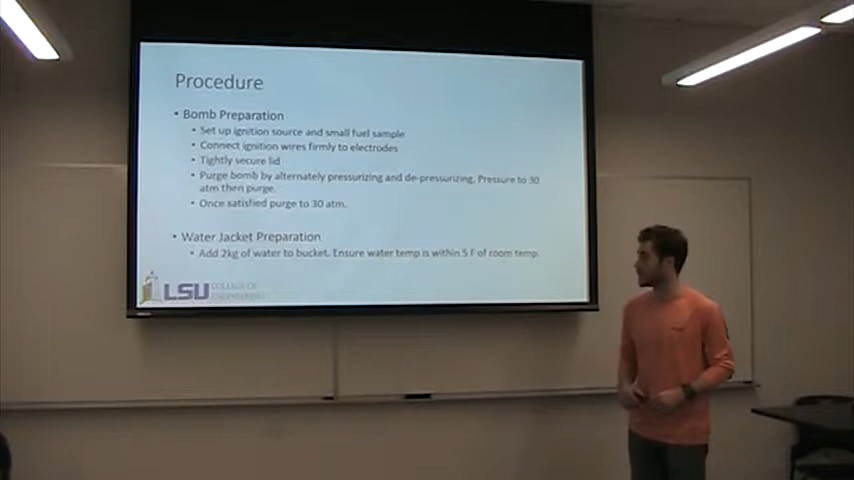 Procedure
• Bomb Preparation
• Set up ignition source and small fuel sample
• Connect ignition wires firmly to electrodes
• Tightly secure lid
• Purge bomb by alternately pressurizing and de-pressurizing. Pressure to 30
atm then purge.
• Once satisfied purge to 30 atm.
• Water Jacket Preparation
• Add 2kg of water to bucket. Ensure water temp is within 5 F of room temp.
LSU COLLEGE OF
ENGINEERING